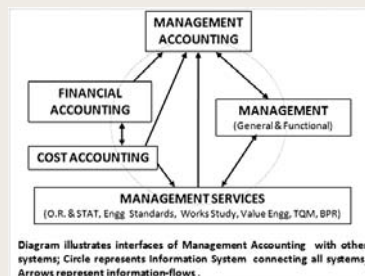 MANAGEMENT
ACCOUNTING
FINANCIAL
ACCOUNTING
MANAGEMENT
(General & Functional)
COST ACCOUNTING
MANAGEMENT SERVICES
(O.R. & STAT, Engg Standards, Works Study, Value Engg, TQM, BPR)
Diagram illustrates interfaces of Management Accounting with other
systems; Circle represents Information System connecting all systems
Arrows represent information-flows.